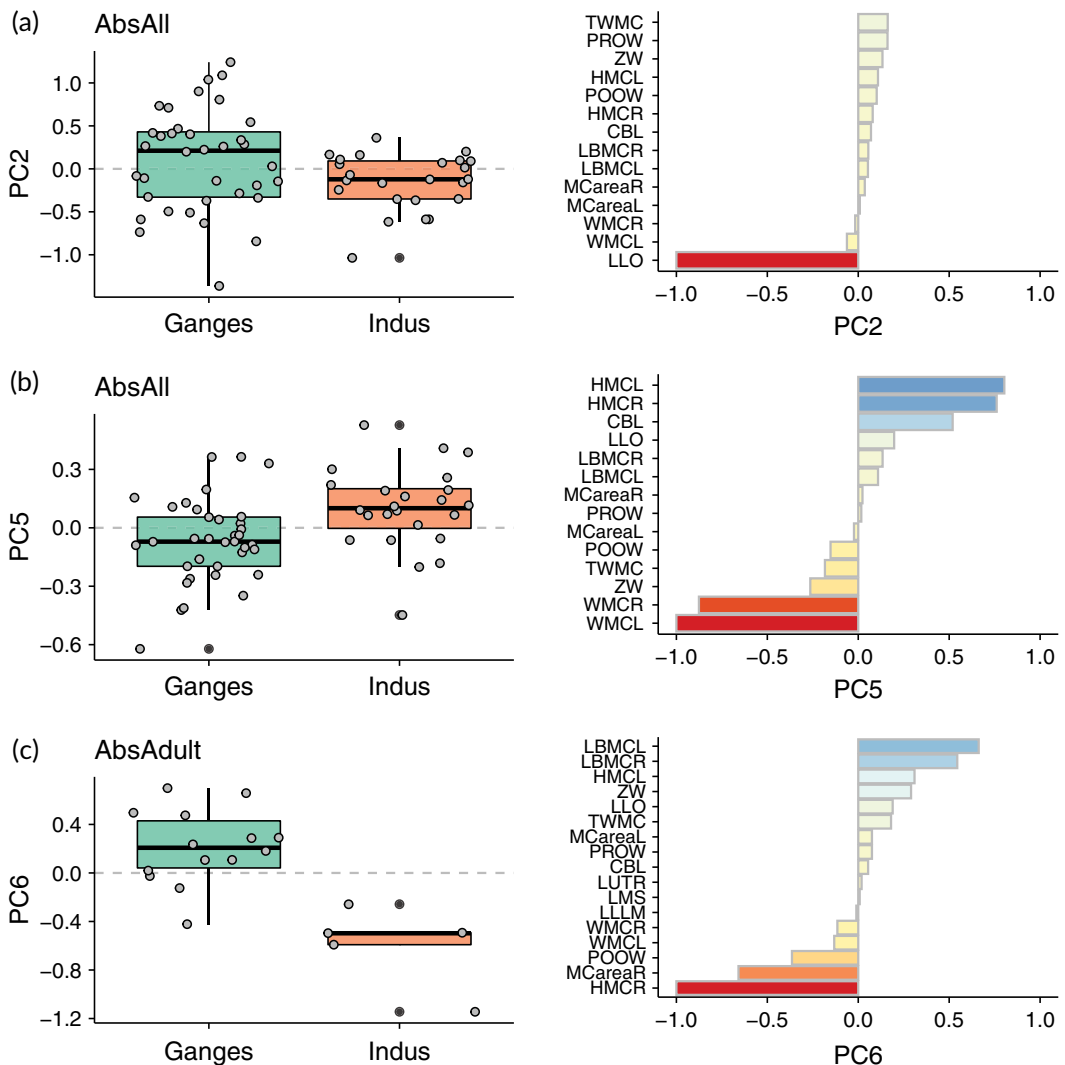 (a)
AbsAll
PC2
1.0
0.5
0.0
−0.5
−1.0
Ganges
Indus
TWMC
PROW
ZW
HMCL
POOW
HMCR
CBL
LBMCR
LBMCL
MCareaR
MCareaL
WMCR
WMCL
LLO
−1.0
−0.5
0.0
0.5
1.0
PC2
(b)
AbsAll
PC5
0.3
0.0
−0.3
−0.6
Ganges
Indus
HMCL
HMCR
CBL
LLO
LBMCR
LBMCL
MCareaR
PROW
MCareaL
POOW
TWMC
ZW
WMCR
WMCL
−1.0
−0.5
0.0
0.5
1.0
PC5
(c)
AbsAdult
PC6
0.4
0.0
−0.4
−0.8
−1.2
Ganges
Indus
LBMCL
LBMCR
HMCL
ZW
LLO
TWMC
MCareaL
PROW
CBL
LUTR
LMS
LLLM
WMCR
WMCL
POOW
MCareaR
HMCR
−1.0
−0.5
0.0
0.5
1.0
PC6